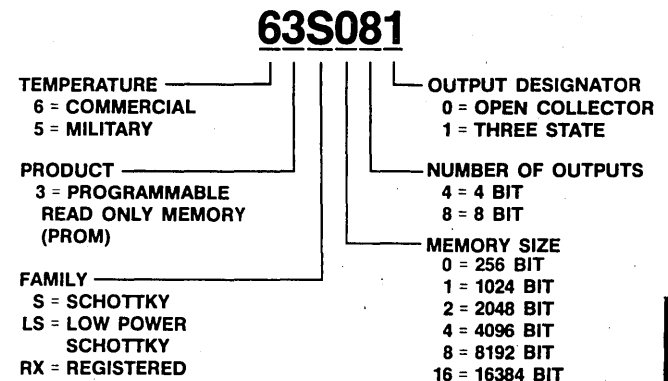 63S081
TEMPERATURE
6 = COMMERCIAL
5 = MILITARY
PRODUCT
3 = PROGRAMMABLE
READ ONLY MEMORY
(PROM)
FAMILY
S = SCHOTTKY
LS = LOW POWER
SCHOTTKY
RX = REGISTERED
OUTPUT DESIGNATOR
0 = OPEN COLLECTOR
1 = THREE STATE
NUMBER OF OUTPUTS
4 = 4 BIT
8 = 8 BIT
MEMORY SIZE
0 = 256 BIT
1 = 1024 BIT
2 = 2048 BIT
4 = 4096 BIT
8 = 8192 BIT
16 = 16384 BIT